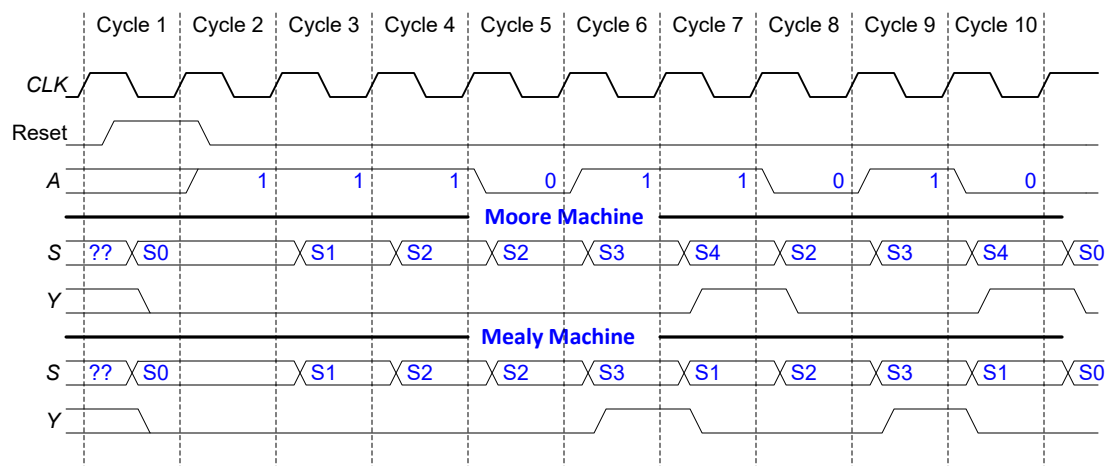 Cycle 1 Cycle 2 Cycle 3 Cycle 4 Cycle 5 Cycle 6 Cycle 7 Cycle 8 Cycle 9 Cycle 10
CLK
Reset
A 1 1 1 0 1 1 0 1 0
Moore Machine
S ?? S0 S1 S2 S2 S3 S4 S2 S3 S4 S0
Y
Mealy Machine
S ?? S0 S1 S2 S2 S3 S1 S2 S3 S1 S0
Y